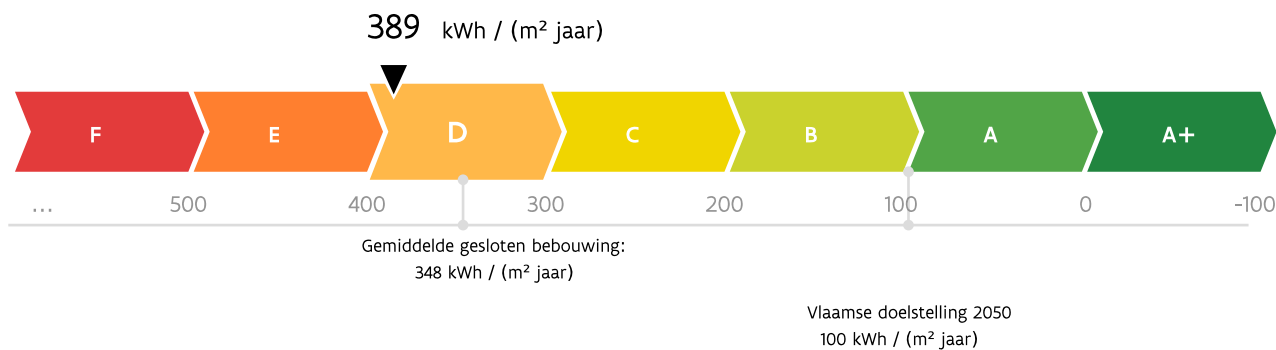 389 kWh / (m² jaar)
F E D C B A A+
... 500 400 300 200 100 0 -100
Gemiddelde gesloten bebouwing:
348 kWh / (m² jaar)
Vlaamse doelstelling 2050
100 kWh / (m² jaar)